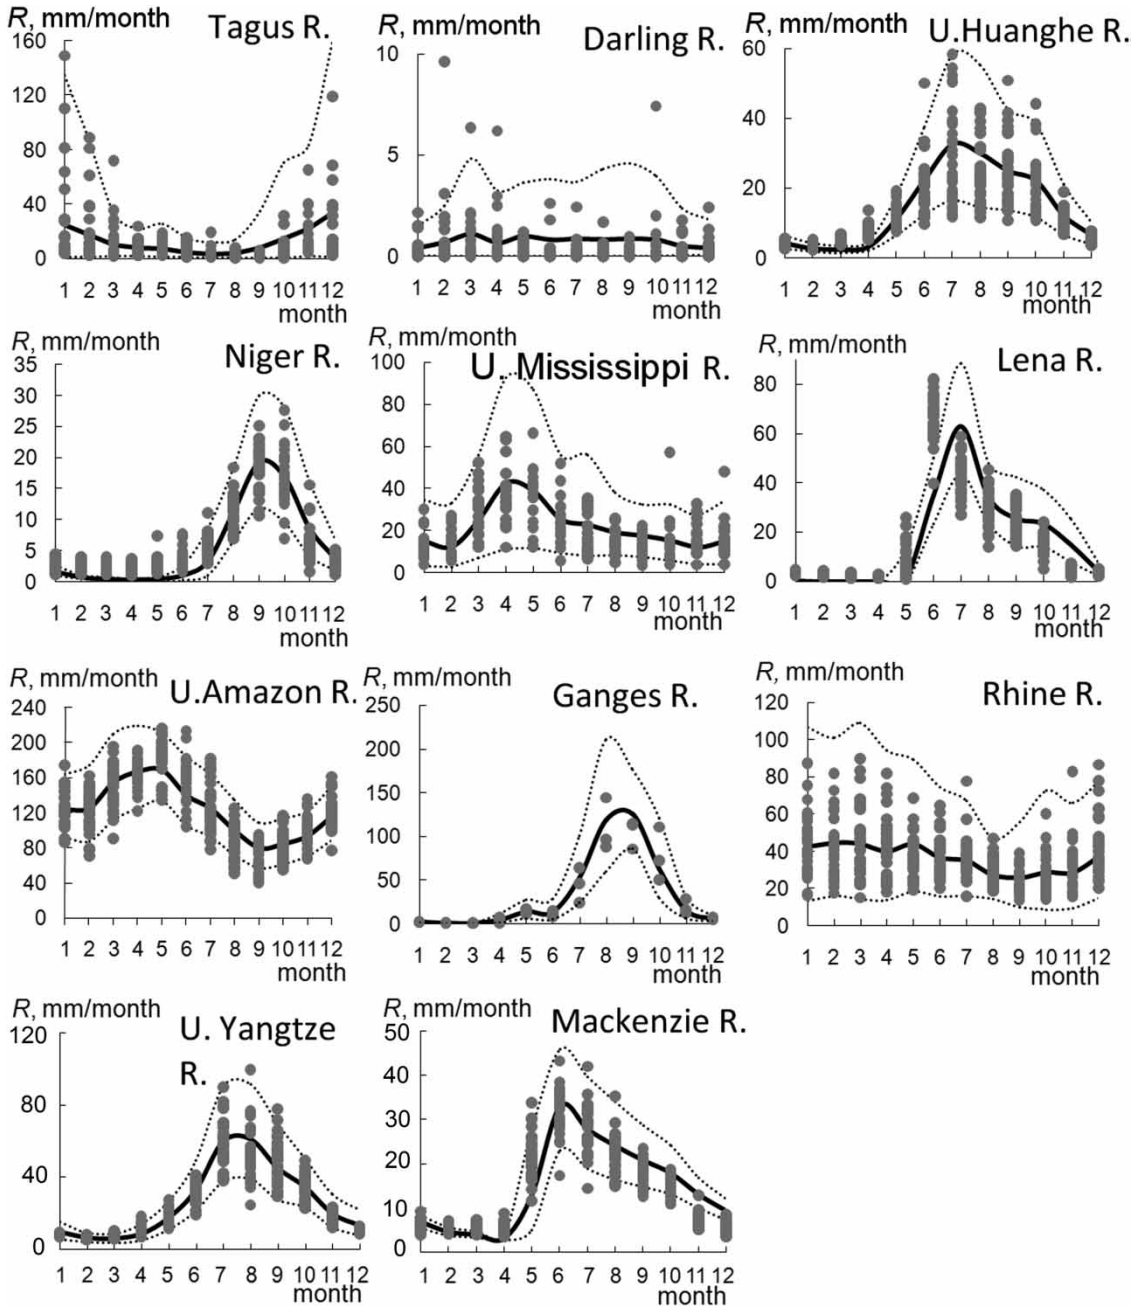 R, mm/month
Tagus R.
160
120
80
40
0
1 2 3 4 5 6 7 8 9 10 11 12
month
R, mm/month
Darling R.
10
5
0
1 2 3 4 5 6 7 8 9 10 11 12
month
R, mm/month
U.Huanghe R.
60
40
20
0
1 2 3 4 5 6 7 8 9 10 11 12
month
R, mm/month
Niger R.
35
30
25
20
15
10
5
0
1 2 3 4 5 6 7 8 9 10 11 12
month
R, mm/month
U. Mississippi R.
100
80
60
40
20
0
1 2 3 4 5 6 7 8 9 10 11 12
month
R, mm/month
Lena R.
80
60
40
20
0
1 2 3 4 5 6 7 8 9 10 11 12
month
R, mm/month
U.Amazon R.
240
200
160
120
80
40
0
1 2 3 4 5 6 7 8 9 10 11 12
month
R, mm/month
Ganges R.
250
200
150
100
50
0
1 2 3 4 5 6 7 8 9 10 11 12
month
R, mm/month
Rhine R.
120
100
80
60
40
20
0
1 2 3 4 5 6 7 8 9 10 11 12
month
R, mm/month
U. Yangtze
R.
120
80
40
0
1 2 3 4 5 6 7 8 9 10 11 12
month
R, mm/month
Mackenzie R.
50
40
30
20
10
0
1 2 3 4 5 6 7 8 9 10 11 12
month